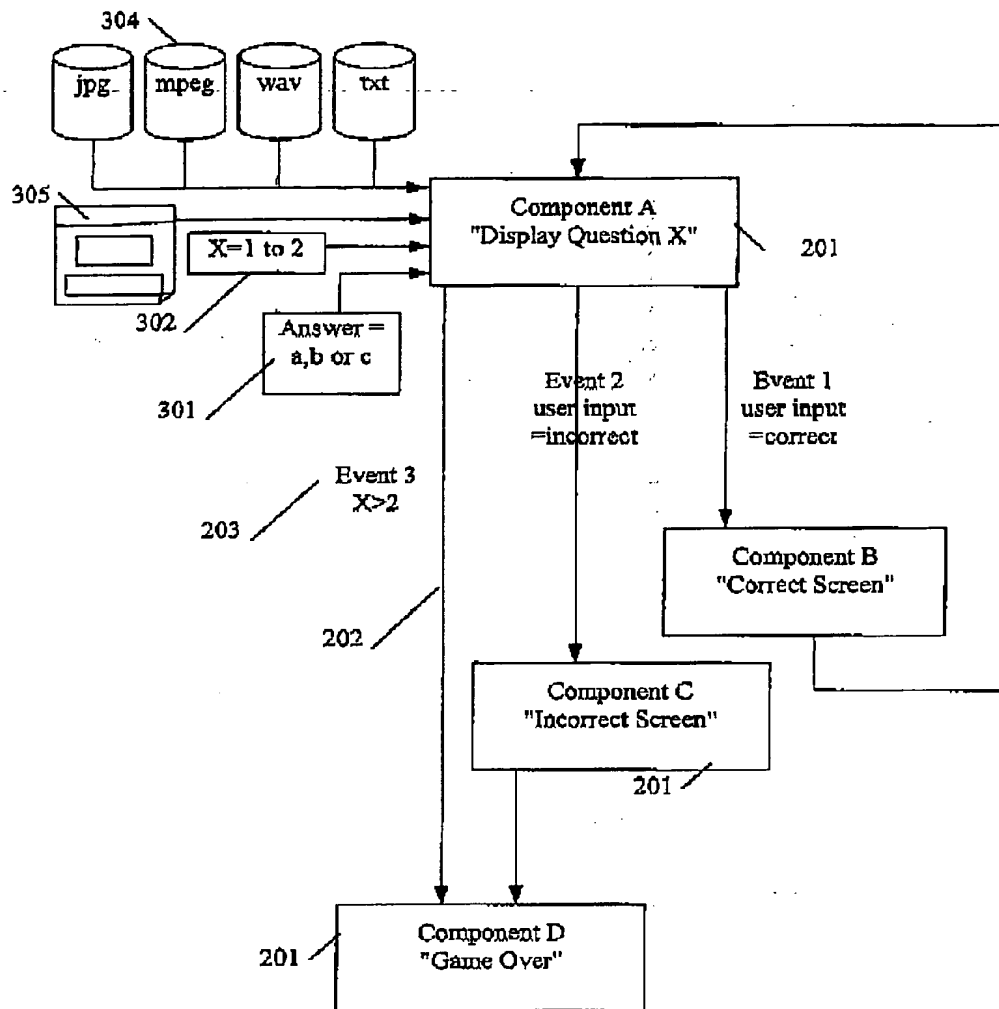 304
jpg
mpeg
wav
txt
305
Component A
"Display Question X"
201
X=1 to 2
302
Answer =
a,b or c
301
Event 2
user input
=incorrect
Event 1
user input
=correct
Event 3
X>2
203
Component B
"Correct Screen"
202
Component C
"Incorrect Screen"
201
Component D
"Game Over"
201